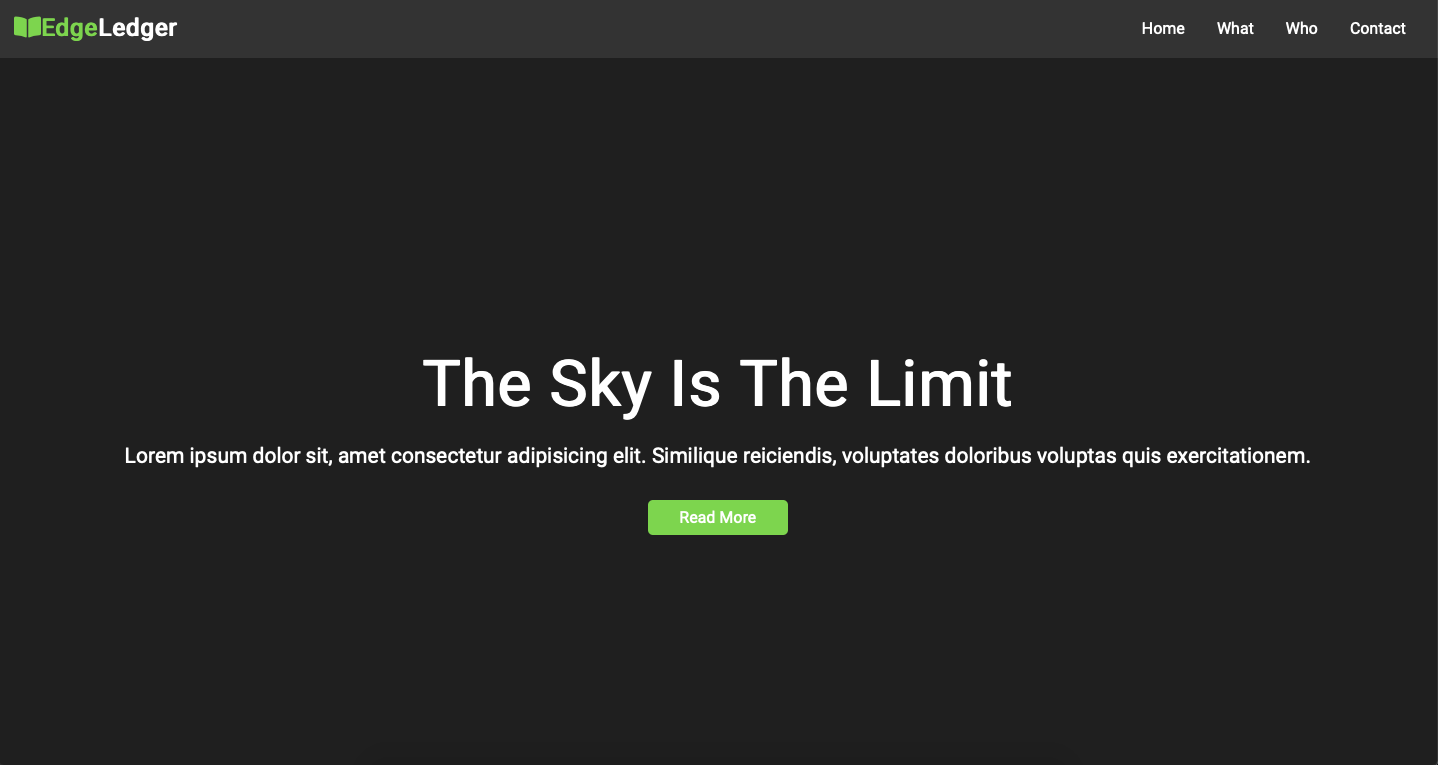 EdgeLedger
Home What Who Contact
The Sky Is The Limit
Lorem ipsum dolor sit, amet consectetur adipisicing elit. Similique reiciendis, voluptates doloribus voluptas quis exercitationem.
Read More